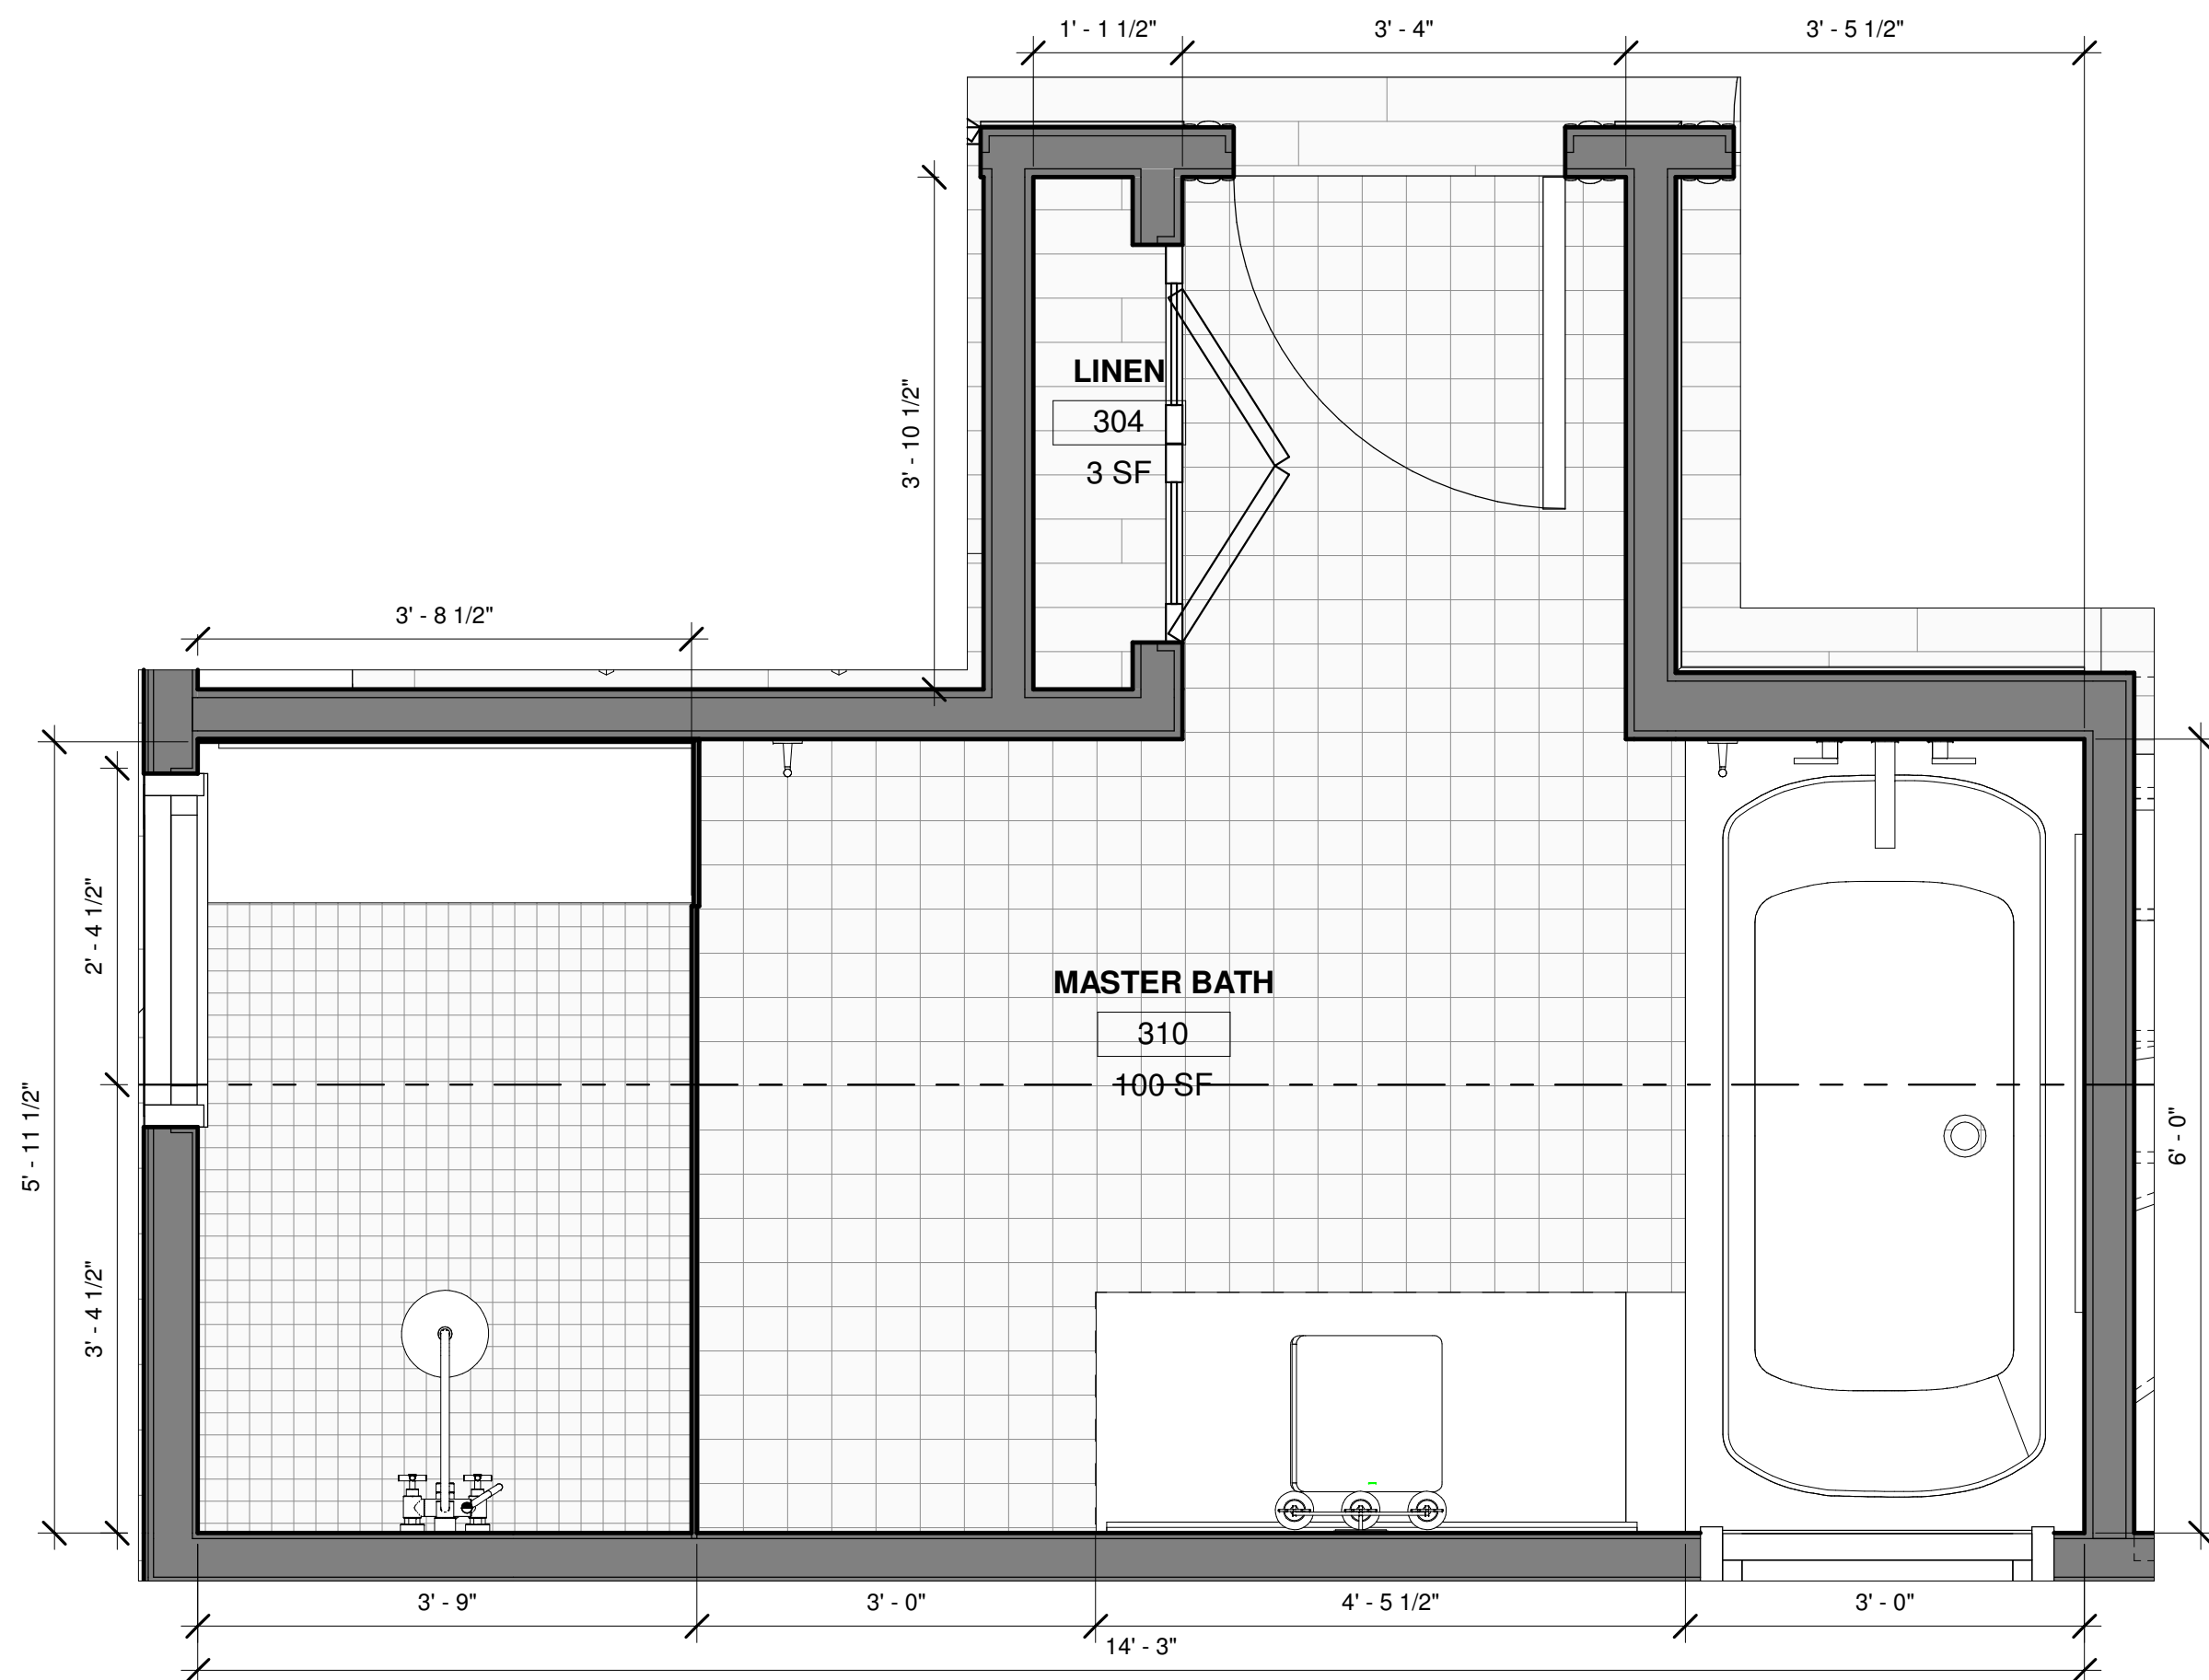 1' - 1 1/2"
3' - 4"
3' - 5 1/2"
LINEN
304
3 SF
3' - 10 1/2"
3' - 8 1/2"
MASTER BATH
310
100 SF
2' - 4 1/2"
5' - 11 1/2"
3' - 4 1/2"
6' - 0"
3' - 9"
3' - 0"
4' - 5 1/2"
3' - 0"
14' - 3"